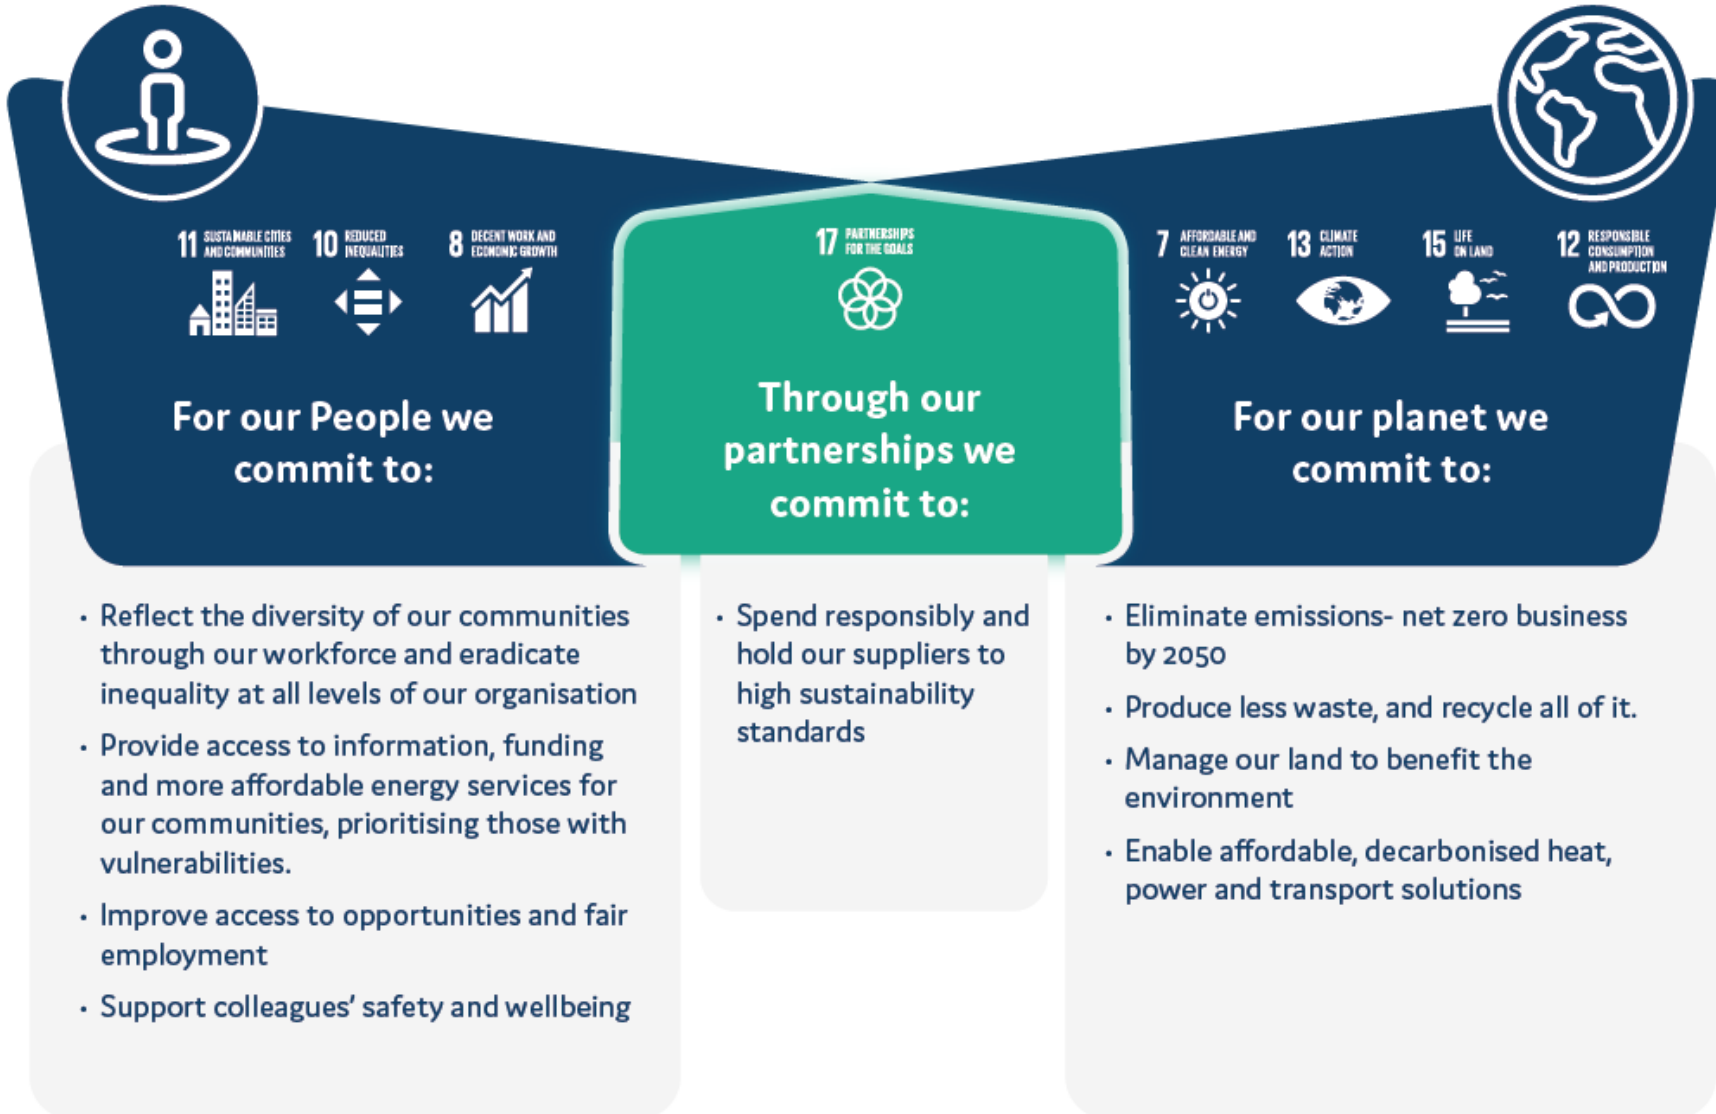 11 SUSTAINABLE CITIES
AND COMMUNITIES
10 REDUCED
INEQUALITIES
8 DECENT WORK AND
ECONOMIC GROWTH
For our People we
commit to:
• Reflect the diversity of our communities
through our workforce and eradicate
inequality at all levels of our organisation
• Provide access to information, funding
and more affordable energy services for
our communities, prioritising those with
vulnerabilities.
• Improve access to opportunities and fair
employment
• Support colleagues’ safety and wellbeing
17 PARTNERSHIPS
FOR THE GOALS
Through our
partnerships we
commit to:
• Spend responsibly and
hold our suppliers to
high sustainability
standards
7 AFFORDABLE AND
CLEAN ENERGY
13 CLIMATE
ACTION
15 LIFE
ON LAND
12 RESPONSIBLE
CONSUMPTION
AND PRODUCTION
For our planet we
commit to:
• Eliminate emissions- net zero business
by 2050
• Produce less waste, and recycle all of it.
• Manage our land to benefit the
environment
• Enable affordable, decarbonised heat,
power and transport solutions